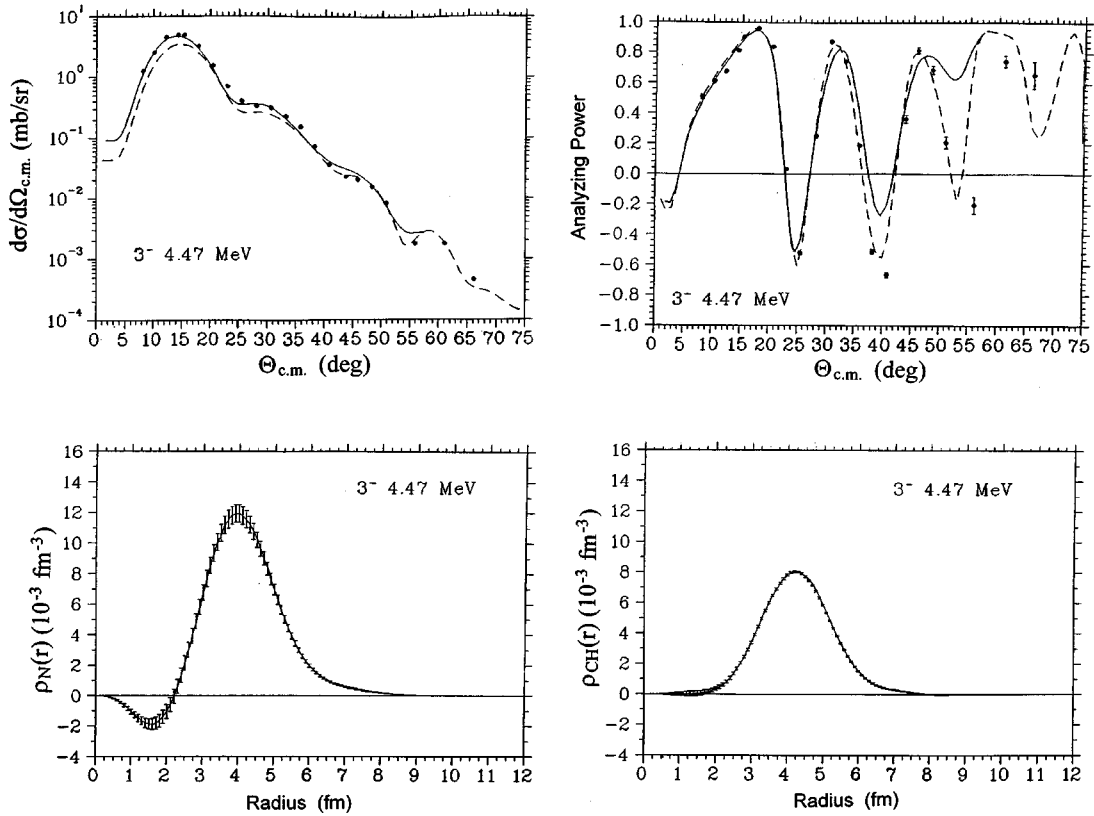 dσ/dΩc.m. (mb/sr)
10¹
10⁰
10⁻¹
10⁻²
10⁻³
10⁻⁴
3⁻ 4.47 MeV
0 5 10 15 20 25 30 35 40 45 50 55 60 65 70 75
Θc.m. (deg)
Analyzing Power
1.0
0.8
0.6
0.4
0.2
0.0
−0.2
−0.4
−0.6
−0.8
−1.0
3⁻ 4.47 MeV
0 5 10 15 20 25 30 35 40 45 50 55 60 65 70 75
Θc.m. (deg)
ρN(r) (10⁻³ fm⁻³)
16
14
12
10
8
6
4
2
0
−2
−4
3⁻ 4.47 MeV
0 1 2 3 4 5 6 7 8 9 10 11 12
Radius (fm)
ρCH(r) (10⁻³ fm⁻³)
16
14
12
10
8
6
4
2
0
−2
−4
3⁻ 4.47 MeV
0 1 2 3 4 5 6 7 8 9 10 11 12
Radius (fm)